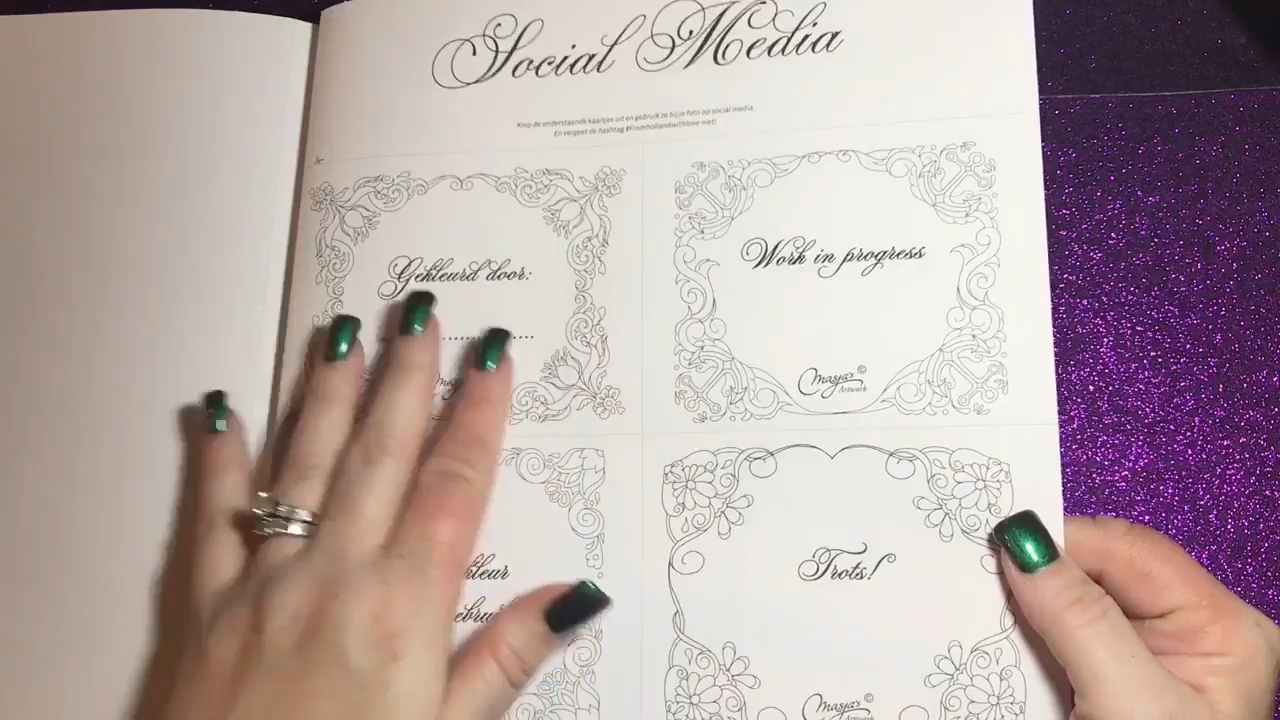 Social Media
Knip de onderstaande kaartjes uit en gebruik ze bij je foto op social media.
En vergeet de hashtag #Fromhollandwithlove niet!
Gekleurd door:
Work in progress
Masja's ©
Artwork
Trots!
Masja's ©